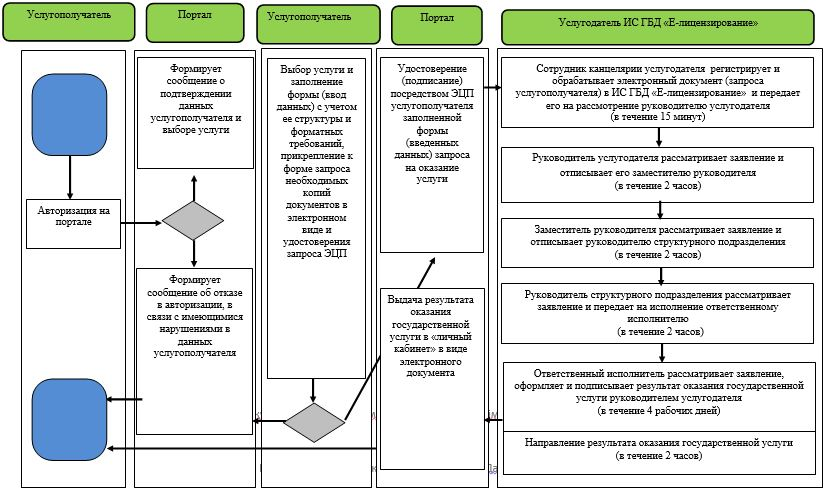 Услугополучатель
Портал
Услугополучатель
Портал
Услугодатель ИС ГБД «Е-лицензирование»
Авторизация на
портале
Формирует
сообщение о
подтверждении
данных
услугополучателя и
выборе услуги
Формирует
сообщение об отказе
в авторизации, в
связи с имеющимися
нарушениями в
данных
услугополучателя
Выбор услуги и
заполнение
формы (ввод
данных) с учетом
ее структуры и
форматных
требований,
прикрепление к
форме запроса
необходимых
копий
документов в
электронном
виде и
удостоверения
запроса ЭЦП
Удостоверение
(подписание)
посредством ЭЦП
услугополучателя
заполненной
формы
(введенных
данных) запроса
на оказание
услуги
Выдача результата
оказания
государственной
услуги в «личный
кабинет» в виде
электронного
документа
Сотрудник канцелярии услугодателя регистрирует и
обрабатывает электронный документ (запроса
услугополучателя) в ИС ГБД «Е-лицензирование» и передает
его на рассмотрение руководителю услугодателя
(в течение 15 минут)
Руководитель услугодателя рассматривает заявление и
отписывает его заместителю руководителя
(в течение 2 часов)
Заместитель руководителя рассматривает заявление и
отписывает руководителю структурного подразделения
(в течение 2 часов)
Руководитель структурного подразделения рассматривает
заявление и передает на исполнение ответственному
исполнителю
(в течение 2 часов)
Ответственный исполнитель рассматривает заявление,
оформляет и подписывает результат оказания государственной
услуги руководителем услугодателя
(в течение 4 рабочих дней)
Направление результата оказания государственной услуги
(в течение 2 часов)